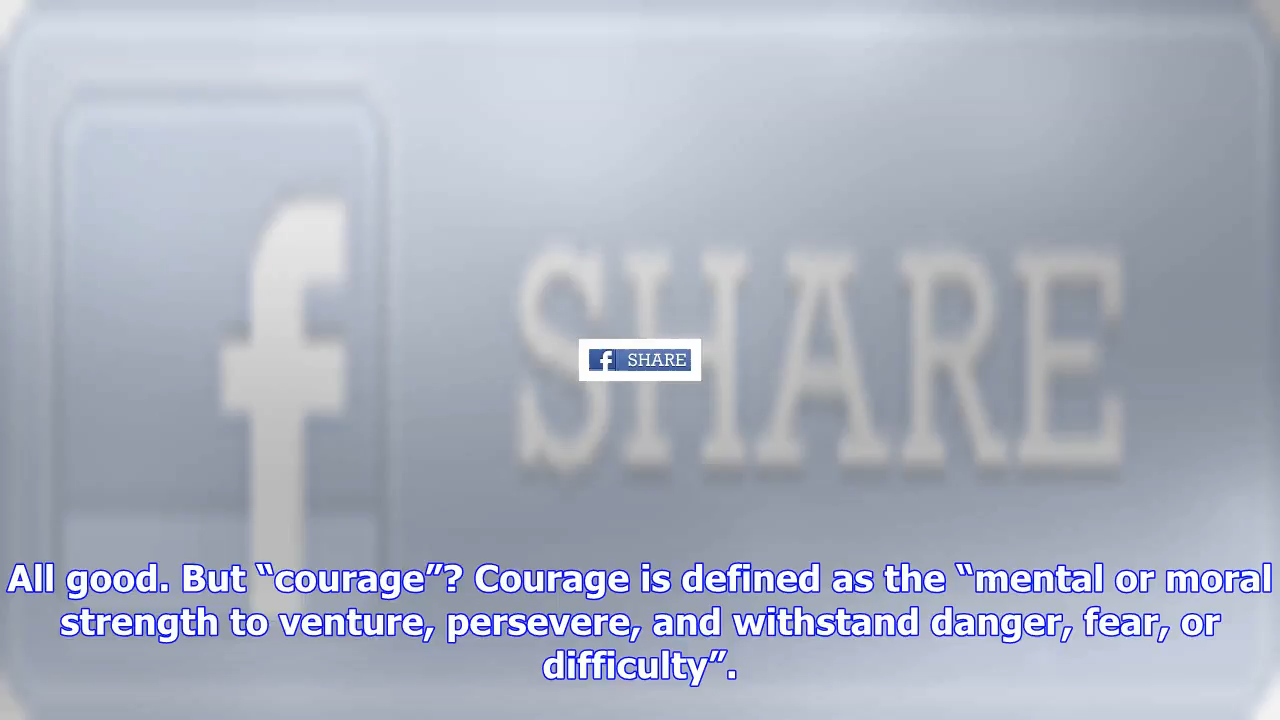 f SHARE
f SHARE
All good. But “courage”? Courage is defined as the “mental or moral
strength to venture, persevere, and withstand danger, fear, or
difficulty”.